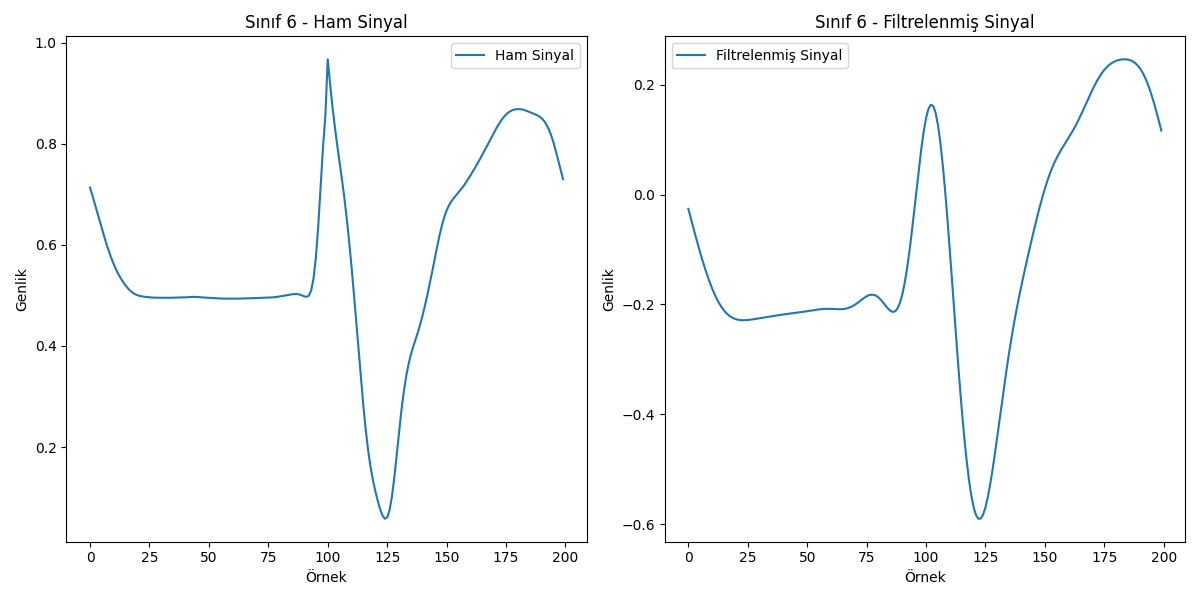 Sınıf 6 - Ham Sinyal
Ham Sinyal
1.0
0.8
0.6
0.4
0.2
Genlik
0 25 50 75 100 125 150 175 200
Örnek
Sınıf 6 - Filtrelenmiş Sinyal
Filtrelenmiş Sinyal
0.2
0.0
−0.2
−0.4
−0.6
Genlik
0 25 50 75 100 125 150 175 200
Örnek